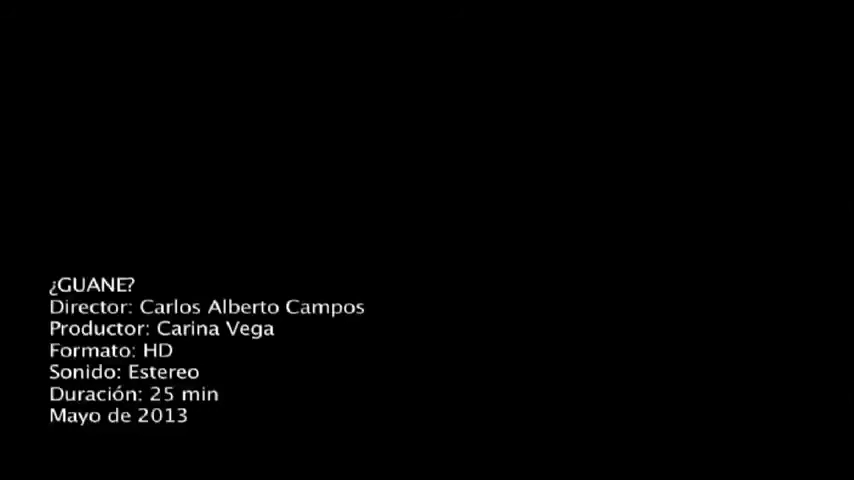 ¿GUANE?
Director: Carlos Alberto Campos
Productor: Carina Vega
Formato: HD
Sonido: Estereo
Duración: 25 min
Mayo de 2013